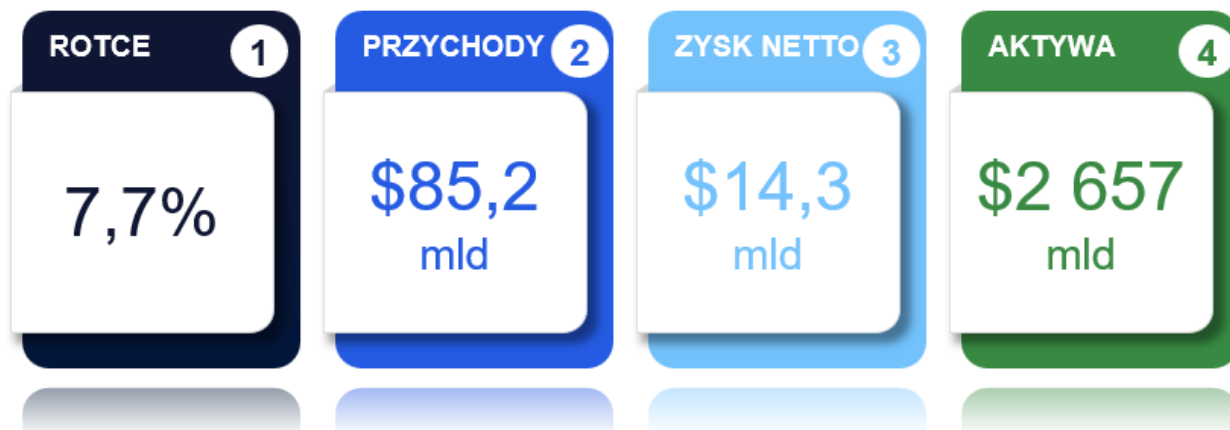 ROTCE 1
7,7%
PRZYCHODY 2
$85,2
mld
ZYSK NETTO 3
$14,3
mld
AKTYWA 4
$2 657
mld